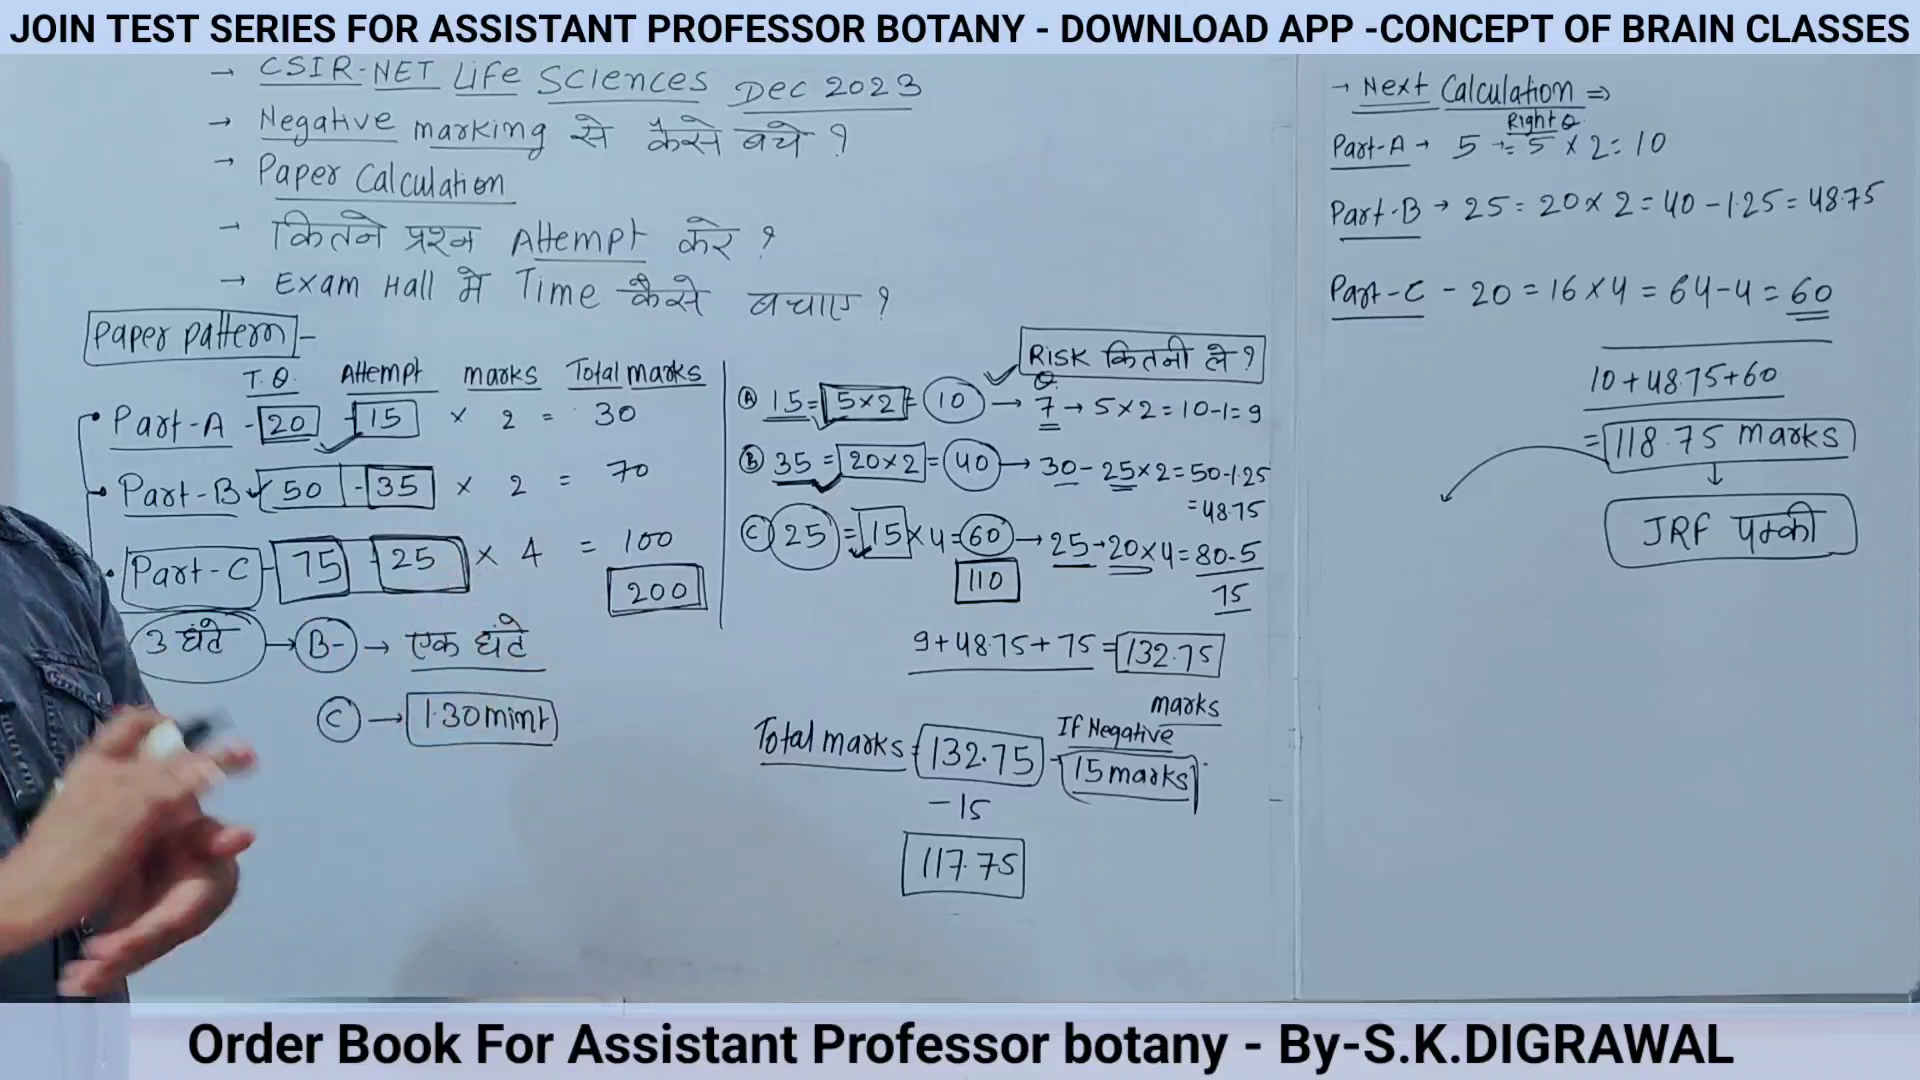 JOIN TEST SERIES FOR ASSISTANT PROFESSOR BOTANY - DOWNLOAD APP -CONCEPT OF BRAIN CLASSES
→ CSIR-NET Life Sciences Dec 2023
→ Negative marking से कैसे बचे ?
→ Paper Calculation
→ कितने प्रश्न Attempt करे ?
→ Exam Hall में Time कैसे बचाए ?
Paper pattern -
T.Q. Attempt marks Total marks
Part-A - 20 - 15 × 2 = 30
Part-B 50 - 35 × 2 = 70
Part-C - 75 - 25 × 4 = 100
200
3 घंटे → B- → एक घंटे
C → 1.30mint
Risk कितनी ले ?
Q.
A 15 = 5×2 = 10 → 7 → 5×2 = 10-1 = 9
B 35 = 20×2 = 40 → 30 - 25×2 = 50-1.25
= 48.75
C 25 = 15 × 4 = 60 → 25 → 20×4 = 80-5
110
75
9+48.75+75 = 132.75
marks
If Negative
Total marks = 132.75 - 15 marks
-15
117.75
→ Next Calculation ⇒
Right Q.
Part-A → 5 → = 5 × 2 = 10
Part-B → 25 = 20 × 2 = 40 - 1.25 = 48.75
Part-C - 20 = 16 × 4 = 64 - 4 = 60
10 + 48.75 + 60
= 118.75 marks
↓
JRF पक्की
Order Book For Assistant Professor botany - By-S.K.DIGRAWAL